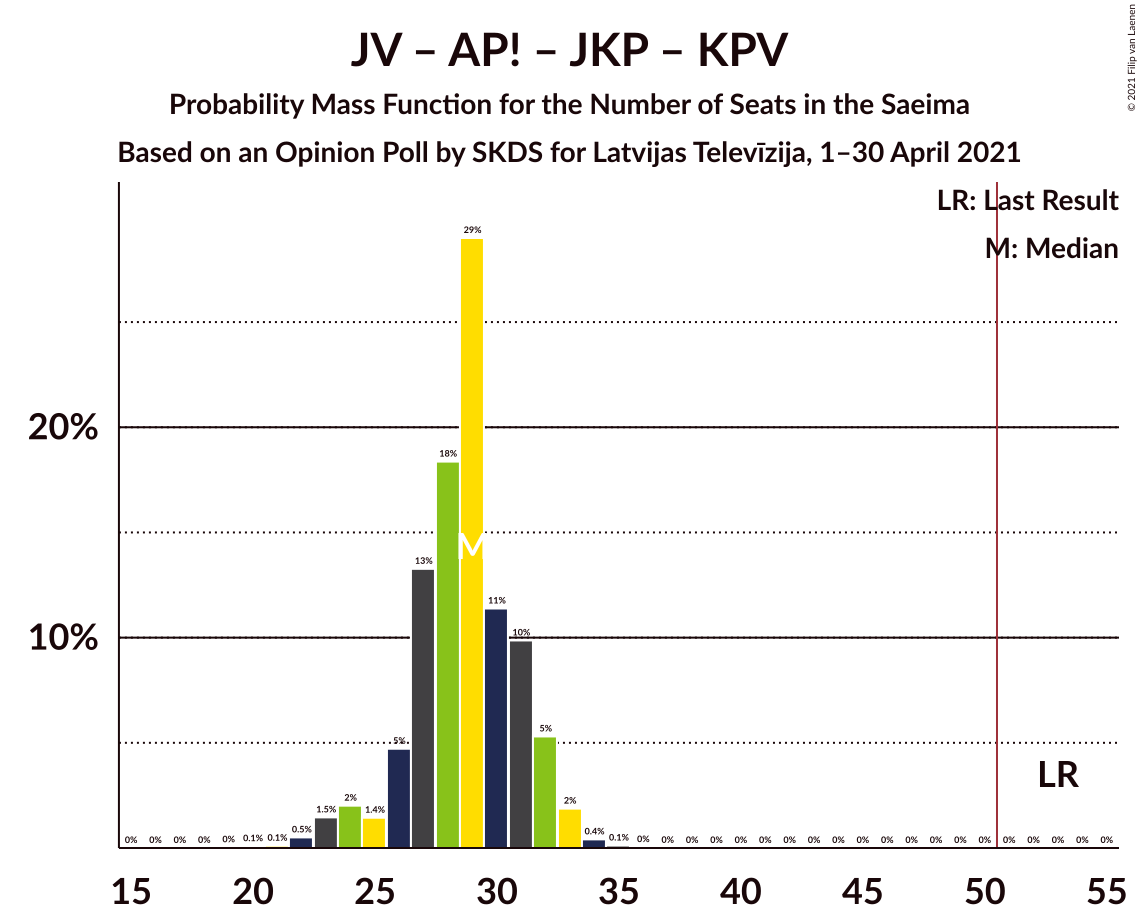 JV – AP! – JKP – KPV
Probability Mass Function for the Number of Seats in the Saeima
Based on an Opinion Poll by SKDS for Latvijas Televīzija, 1–30 April 2021
© 2021 Filip van Laenen
LR: Last Result
M: Median
29%
20%
18%
M
13%
11%
10%
10%
5%
5%
LR
1.5%
2%
1.4%
2%
0% 0% 0% 0% 0% 0.1% 0.1% 0.5% 0.4% 0.1% 0% 0% 0% 0% 0% 0% 0% 0% 0% 0% 0% 0% 0% 0% 0% 0% 0% 0% 0% 0%
15 20 25 30 35 40 45 50 55